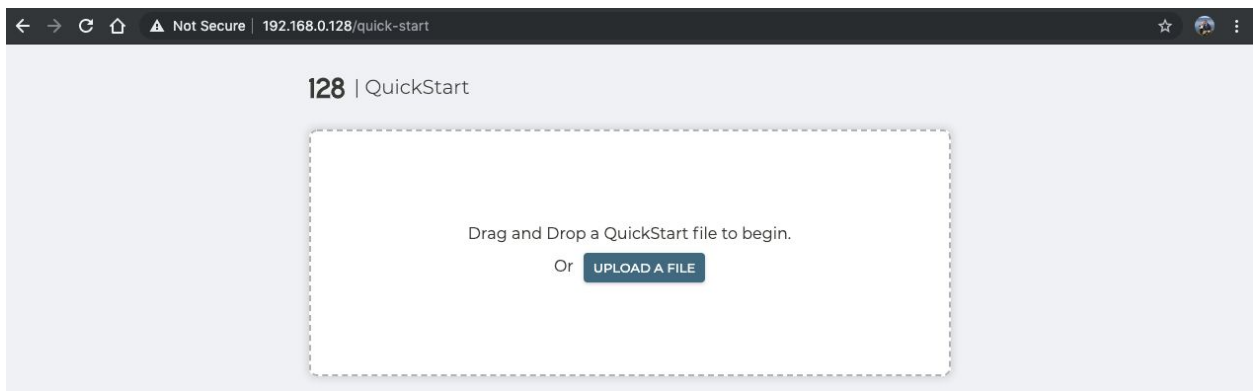 Not Secure | 192.168.0.128/quick-start
128 | QuickStart
Drag and Drop a QuickStart file to begin.
Or UPLOAD A FILE